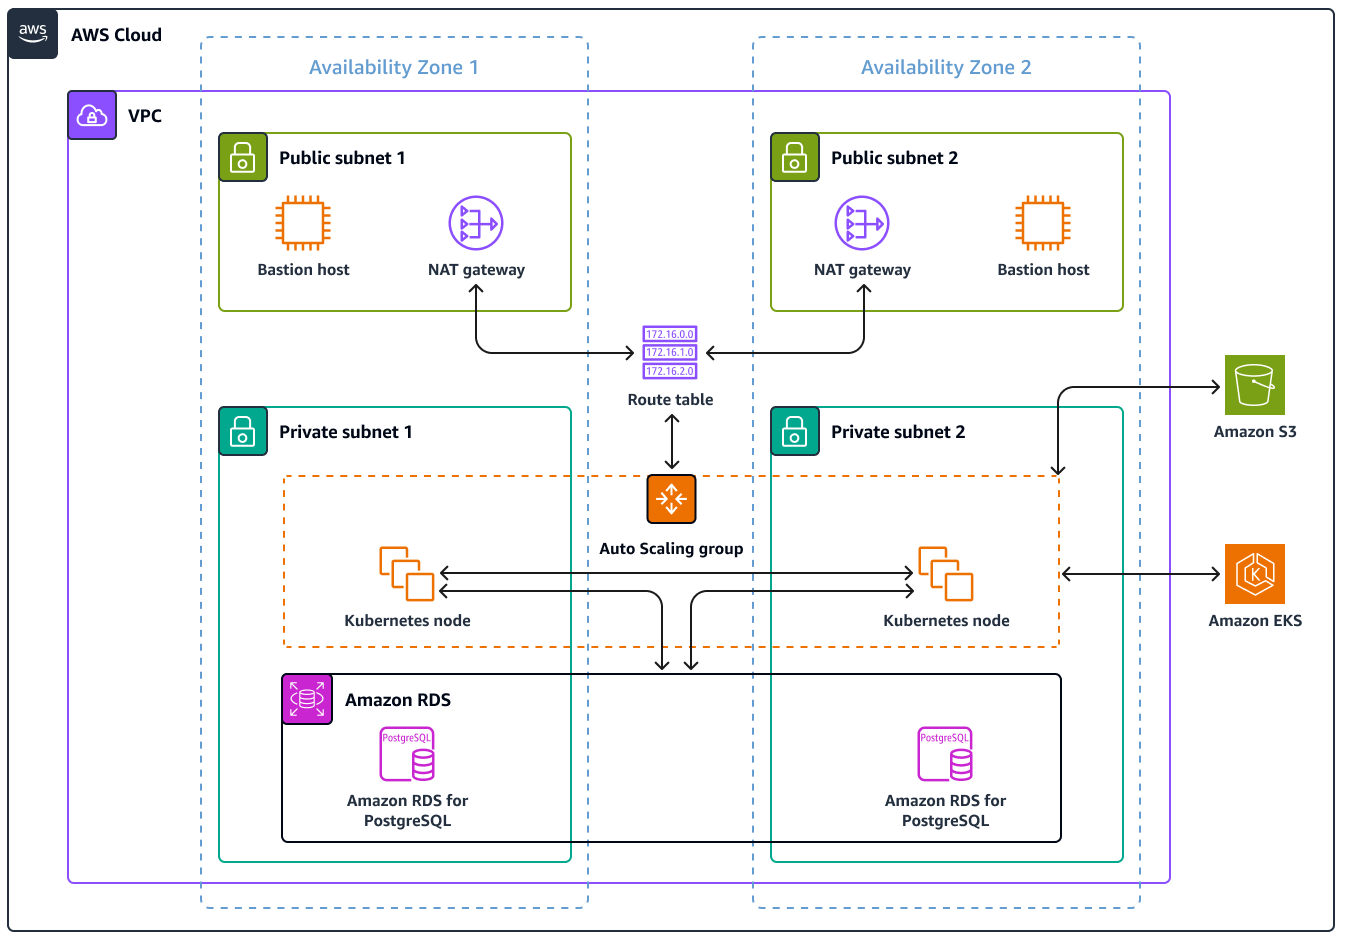 aws
AWS Cloud
Availability Zone 1
Availability Zone 2
VPC
Public subnet 1
Public subnet 2
Bastion host
NAT gateway
NAT gateway
Bastion host
172.16.0.0
172.16.1.0
172.16.2.0
Route table
Amazon S3
Private subnet 1
Private subnet 2
Auto Scaling group
K
Kubernetes node
Kubernetes node
Amazon EKS
Amazon RDS
PostgreSQL
PostgreSQL
Amazon RDS for
PostgreSQL
Amazon RDS for
PostgreSQL